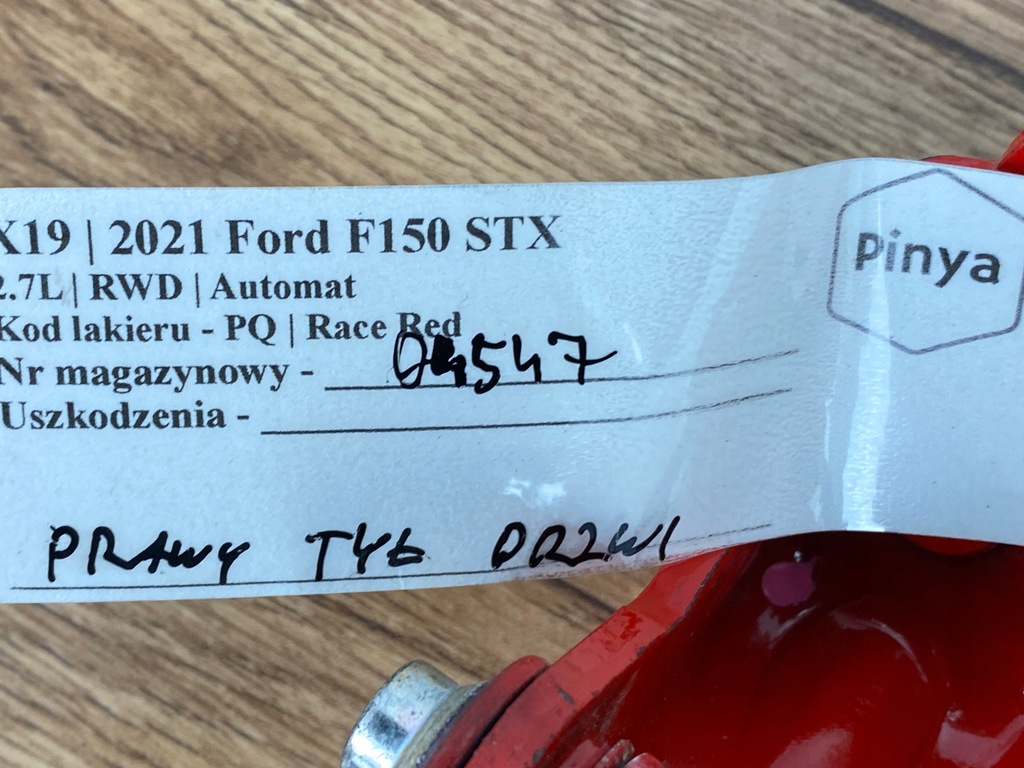 X19 | 2021 Ford F150 STX
2.7L | RWD | Automat
Kod lakieru - PQ | Race Red
Nr magazynowy - 04547
Uszkodzenia -
PRAWY TYŁ DRZWI
Pinya